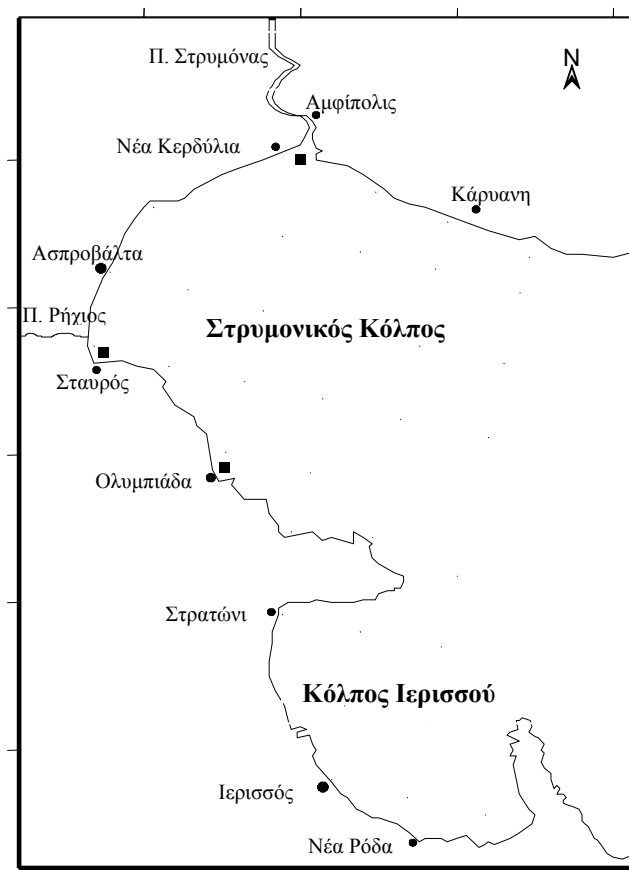 Π. Στρυμόνας
N
Αμφίπολις
Νέα Κερδύλια
Κάρυανη
Ασπροβάλτα
Π. Ρήχιος
Στρυμονικός Κόλπος
Σταυρός
Ολυμπιάδα
Στρατώνι
Κόλπος Ιερισσού
Ιερισσός
Νέα Ρόδα